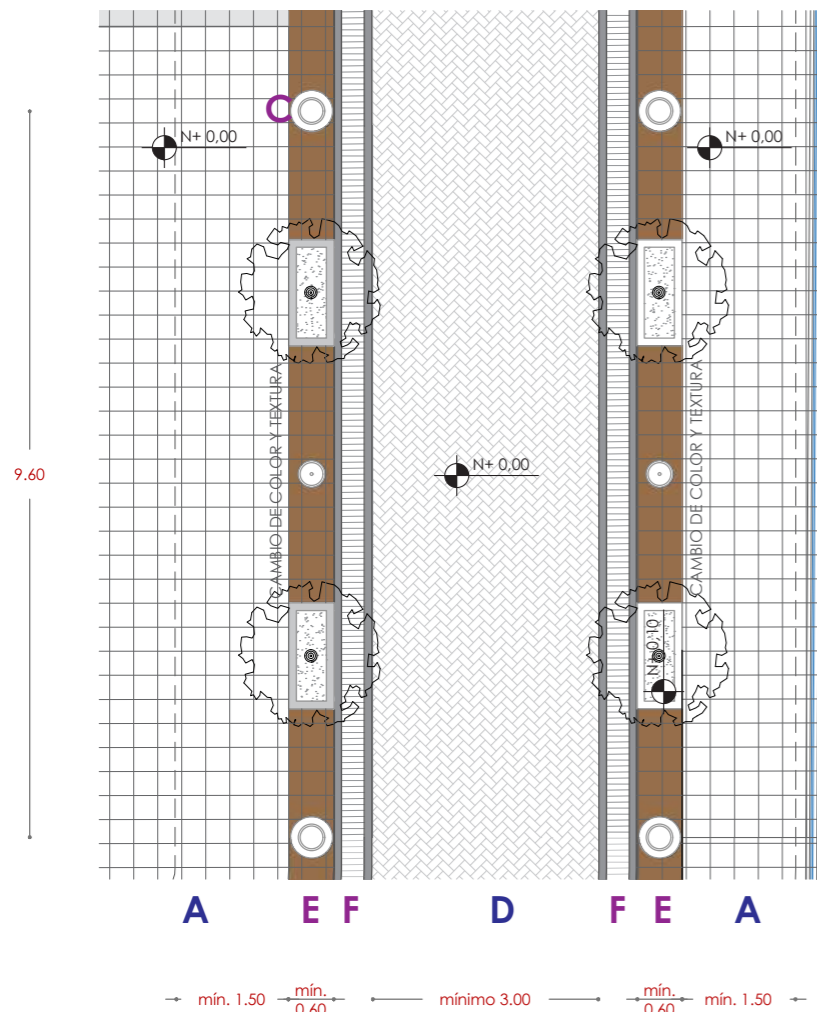 C
N+ 0,00
N+ 0,00
CAMBIO DE COLOR Y TEXTURA
CAMBIO DE COLOR Y TEXTURA
9.60
N+ 0,00
N+ 0,10
A
E
F
D
F
E
A
mín. 1.50
mín.
0.60
mínimo 3.00
mín.
0.60
mín. 1.50